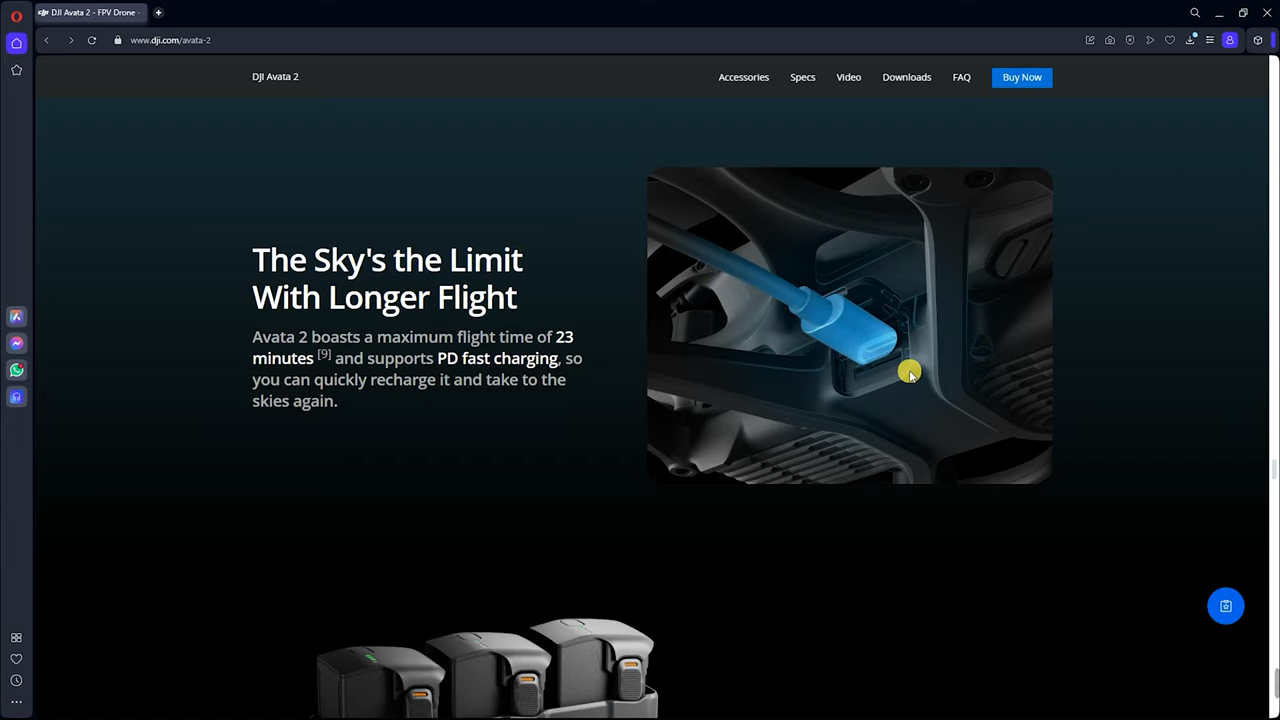 DJI Avata 2 - FPV Drone -
www.dji.com/avata-2
DJI Avata 2
Accessories
Specs
Video
Downloads
FAQ
Buy Now
The Sky's the Limit
With Longer Flight
Avata 2 boasts a maximum flight time of 23
minutes [9] and supports PD fast charging, so
you can quickly recharge it and take to the
skies again.